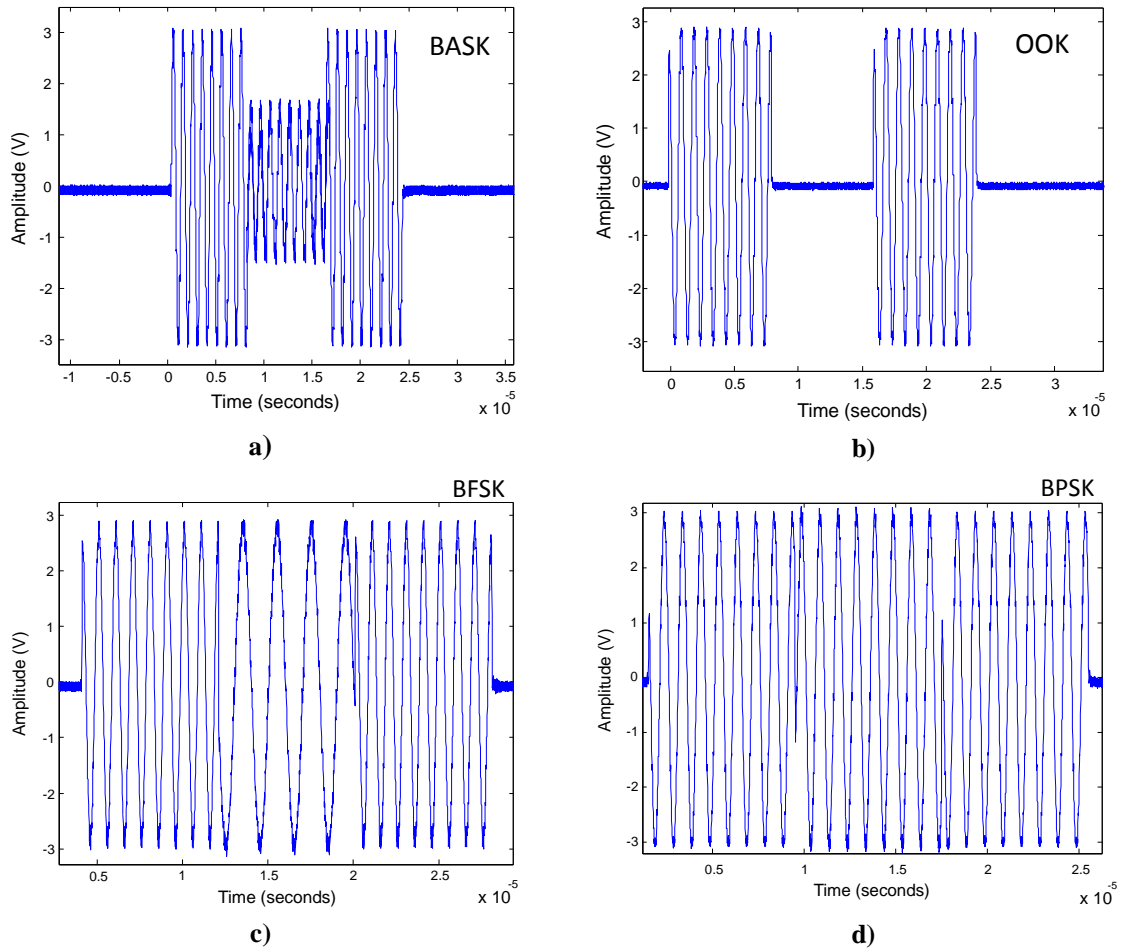 BASK
3
2
1
0
-1
-2
-3
Amplitude (V)
-1 -0.5 0 0.5 1 1.5 2 2.5 3 3.5
Time (seconds)
x 10 -5
a)
OOK
3
2
1
0
-1
-2
-3
Amplitude (V)
0 0.5 1 1.5 2 2.5 3
Time (seconds)
x 10 -5
b)
BFSK
3
2
1
0
-1
-2
-3
Amplitude (V)
0.5 1 1.5 2 2.5
Time (seconds)
x 10 -5
c)
BPSK
3
2
1
0
-1
-2
-3
Amplitude (V)
0.5 1 1.5 2 2.5
Time (seconds)
x 10 -5
d)